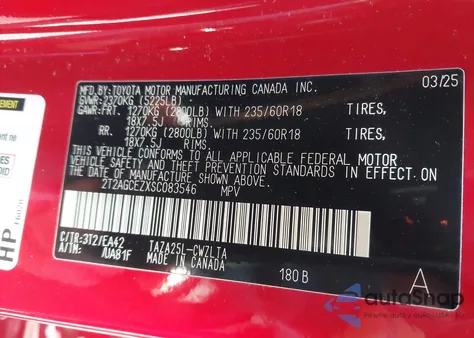 MFD.BY:TOYOTA MOTOR MANUFACTURING CANADA INC. 03/25
GVWR:2370KG (5225LB)
GAWR:FRT. 1270KG (2800LB) WITH 235/60R18 TIRES,
18X7.5J RIMS.
RR. 1270KG (2800LB) WITH 235/60R18 TIRES,
18X7.5J RIMS.
THIS VEHICLE CONFORMS TO ALL APPLICABLE FEDERAL MOTOR
VEHICLE SAFETY AND THEFT PREVENTION STANDARDS IN EFFECT ON
THE DATE OF MANUFACTURE SHOWN ABOVE.
2T2AGCEZXSC083546 MPV
C/TR:3T2/EA42 TAZA25L-CWZLTA
A/TM: /UA81F MADE IN CANADA
180B
A
HP
autoSnap